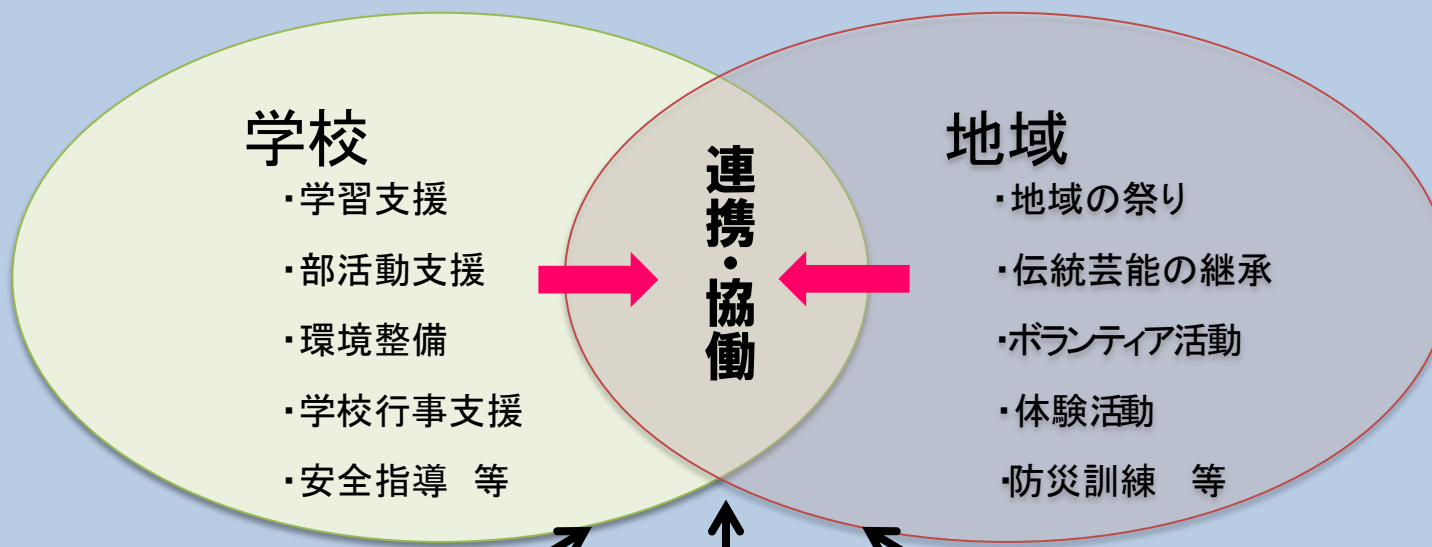 学校
・学習支援
・部活動支援
・環境整備
・学校行事支援
・安全指導　等
連携・協働
地域
・地域の祭り
・伝統芸能の継承
・ボランティア活動
・体験活動
・防災訓練　等